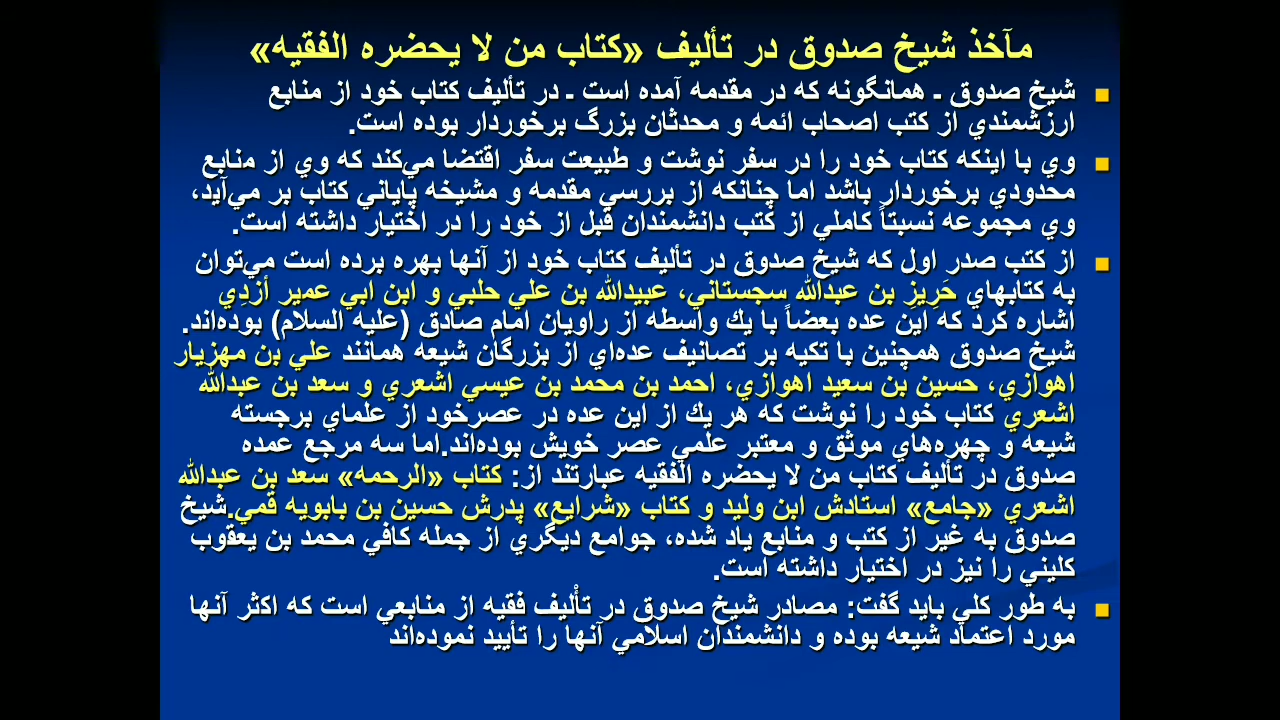 مآخذ شيخ صدوق در تأليف «كتاب من لا يحضره الفقيه»
شيخ صدوق ـ همانگونه كه در مقدمه آمده است ـ در تأليف كتاب خود از منابع
ارزشمندي از كتب اصحاب ائمه و محدثان بزرگ برخوردار بوده است.
وي با اينكه كتاب خود را در سفر نوشت و طبيعت سفر اقتضا مي‌كند كه وي از منابع
محدودي برخوردار باشد اما چنانكه از بررسي مقدمه و مشيخه پاياني كتاب بر مي‌آيد،
وي مجموعه نسبتاً كاملي از كتب دانشمندان قبل از خود را در اختيار داشته است.
از كتب صدر اول كه شيخ صدوق در تأليف كتاب خود از آنها بهره برده است مي‌توان
به كتابهاي حَرِيزِ بن عبدالله سجستاني، عبيدالله بن علي حلبي و ابن ابي عمير أزدِي
اشاره كرد كه اين عده بعضاً با يك واسطه از راويان امام صادق (عليه السلام) بوده‌اند.
شيخ صدوق همچنين با تكيه بر تصانيف عده‌اي از بزرگان شيعه همانند علي بن مهزيار
اهوازي، حسين بن سعيد اهوازي، احمد بن محمد بن عيسي اشعري و سعد بن عبدالله
اشعري كتاب خود را نوشت كه هر يك از اين عده در عصرخود از علماي برجسته
شيعه و چهره‌هاي موثق و معتبر علمي عصر خويش بوده‌اند.اما سه مرجع عمده
صدوق در تأليف كتاب من لا يحضره الفقيه عبارتند از: كتاب «الرحمه» سعد بن عبدالله
اشعري «جامع» استادش ابن وليد و كتاب «شرايع» پدرش حسين بن بابويه قمي.شيخ
صدوق به غير از كتب و منابع ياد شده، جوامع ديگري از جمله كافي محمد بن يعقوب
كليني را نيز در اختيار داشته است.
به طور كلي بايد گفت: مصادر شيخ صدوق در تأْليف فقيه از منابعي است كه اكثر آنها
مورد اعتماد شيعه بوده و دانشمندان اسلامي آنها را تأييد نموده‌اند